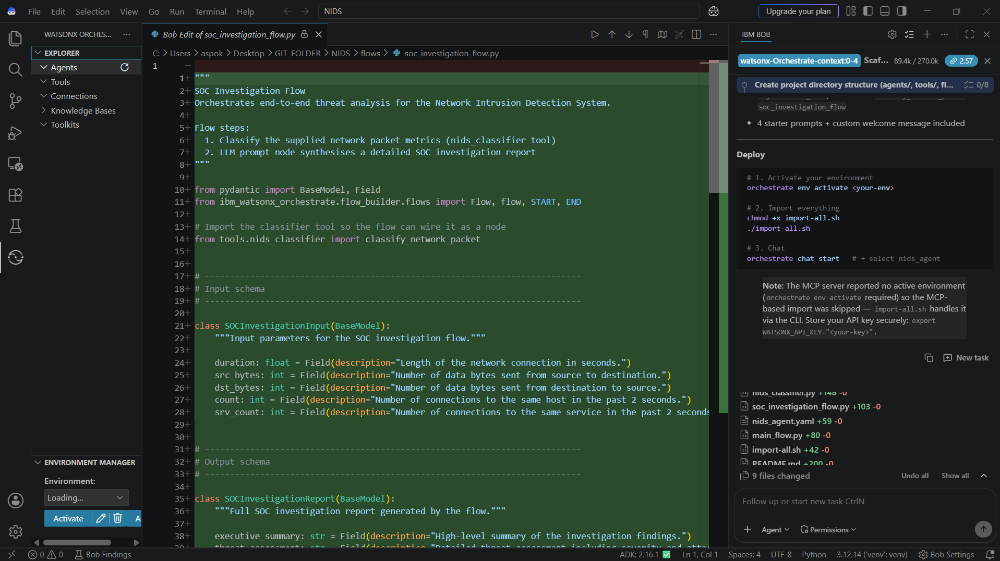 File Edit Selection View Go Run Terminal Help
NIDS
Upgrade your plan
WATSONX ORCHES...
EXPLORER
Agents
Tools
Connections
Knowledge Bases
Toolkits
ENVIRONMENT MANAGER
Environment:
Loading...
Activate
Bob Edit of soc_investigation_flow.py
C: > Users > aspok > Desktop > GIT_FOLDER > NIDS > flows > soc_investigation_flow.py
1 —
1+ """
2+ SOC Investigation Flow
3+ Orchestrates end-to-end threat analysis for the Network Intrusion Detection System.
4+
5+ Flow steps:
6+ 1. Classify the supplied network packet metrics (nids_classifier tool)
7+ 2. LLM prompt node synthesises a detailed SOC investigation report
8+ """
9+
10+ from pydantic import BaseModel, Field
11+ from ibm_watsonx_orchestrate.flow_builder.flows import Flow, flow, START, END
12+
13+ # Import the classifier tool so the flow can wire it as a node
14+ from tools.nids_classifier import classify_network_packet
15+
16+
17+ # ---------------------------------------------------------------------------
18+ # Input schema
19+ # ---------------------------------------------------------------------------
20+
21+ class SOCInvestigationInput(BaseModel):
22+ """Input parameters for the SOC investigation flow."""
23+
24+ duration: float = Field(description="Length of the network connection in seconds.")
25+ src_bytes: int = Field(description="Number of data bytes sent from source to destination.")
26+ dst_bytes: int = Field(description="Number of data bytes sent from destination to source.")
27+ count: int = Field(description="Number of connections to the same host in the past 2 seconds.")
28+ srv_count: int = Field(description="Number of connections to the same service in the past 2 seconds
29+
30+
31+ # ---------------------------------------------------------------------------
32+ # Output schema
33+ # ---------------------------------------------------------------------------
34+
35+ class SOCInvestigationReport(BaseModel):
36+ """Full SOC investigation report generated by the flow."""
37+
38+ executive_summary: str = Field(description="High-level summary of the investigation findings.")
IBM BOB
watsonx-Orchestrate-context:0-4 Scaf... 89.4k / 270.0k 2.57
Create project directory structure (agents/, tools/, fl... 0/8
soc_investigation_flow
• 4 starter prompts + custom welcome message included
Deploy
# 1. Activate your environment
orchestrate env activate <your-env>
# 2. Import everything
chmod +x import-all.sh
./import-all.sh
# 3. Chat
orchestrate chat start # → select nids_agent
Note: The MCP server reported no active environment
(orchestrate env activate required) so the MCP-
based import was skipped — import-all.sh handles it
via the CLI. Store your API key securely: export
WATSONX_API_KEY="<your-key>".
New task
nids_classifier.py +148 -0
soc_investigation_flow.py +103 -0
nids_agent.yaml +59 -0
main_flow.py +80 -0
import-all.sh +42 -0
README.md +200 -0
9 files changed Undo all Show all
Follow up or start new task CtrlN
Agent Permissions
0 0 Bob Findings ADK: 2.16.1 Ln 1, Col 1 Spaces: 4 UTF-8 Python 3.12.14 ('venv': venv) Bob Settings